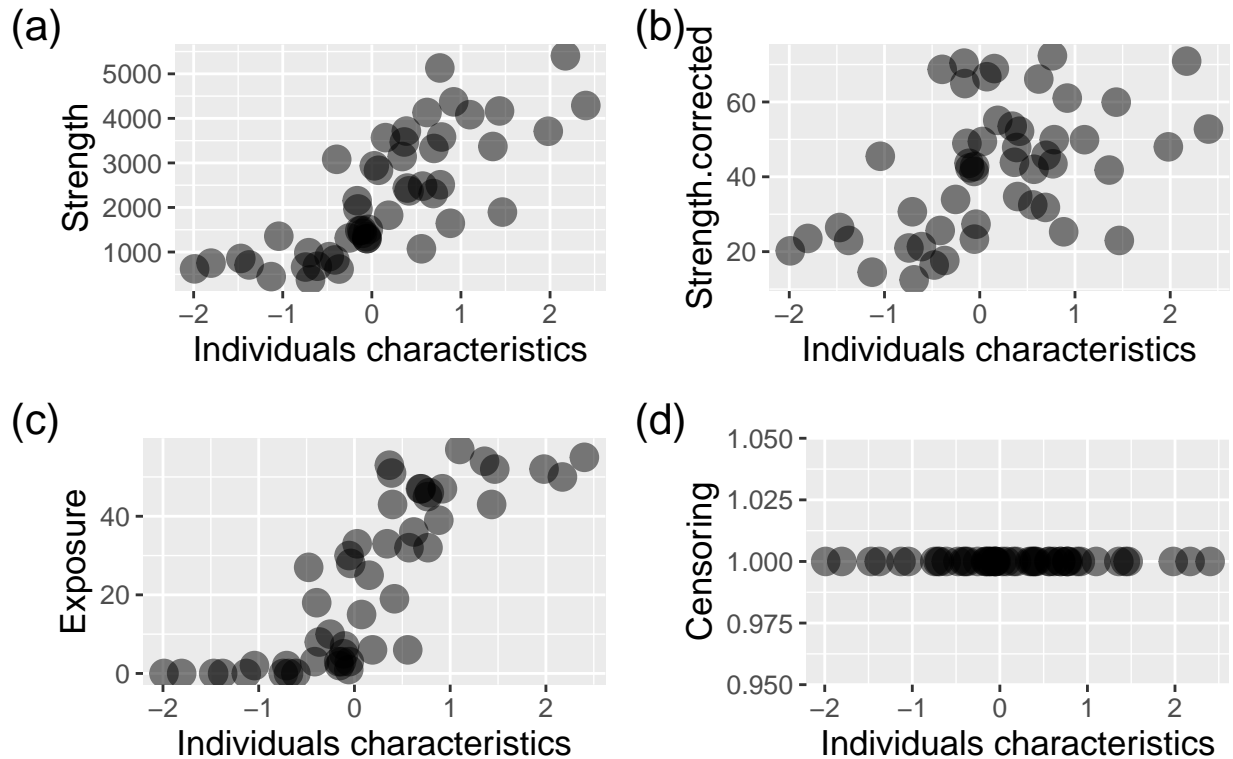 (a)
Strength
5000
4000
3000
2000
1000
−2 −1 0 1 2
Individuals characteristics
(b)
Strength.corrected
60
40
20
−2 −1 0 1 2
Individuals characteristics
(c)
Exposure
40
20
0
−2 −1 0 1 2
Individuals characteristics
(d)
Censoring
1.050
1.025
1.000
0.975
0.950
−2 −1 0 1 2
Individuals characteristics